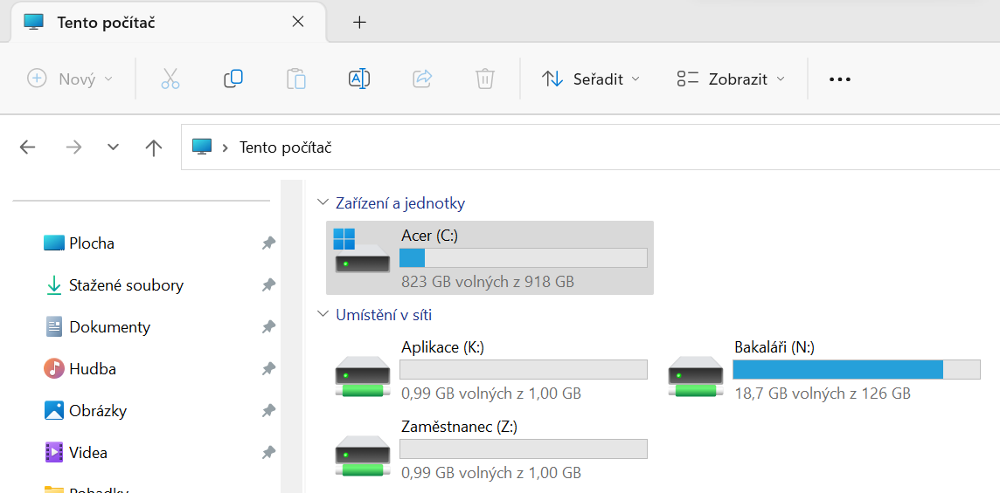 Tento počítač
Nový
Seřadit
Zobrazit
Tento počítač
Plocha
Stažené soubory
Dokumenty
Hudba
Obrázky
Videa
Pohádky
Zařízení a jednotky
Acer (C:)
823 GB volných z 918 GB
Umístění v síti
Aplikace (K:)
0,99 GB volných z 1,00 GB
Bakaláři (N:)
18,7 GB volných z 126 GB
Zaměstnanec (Z:)
0,99 GB volných z 1,00 GB